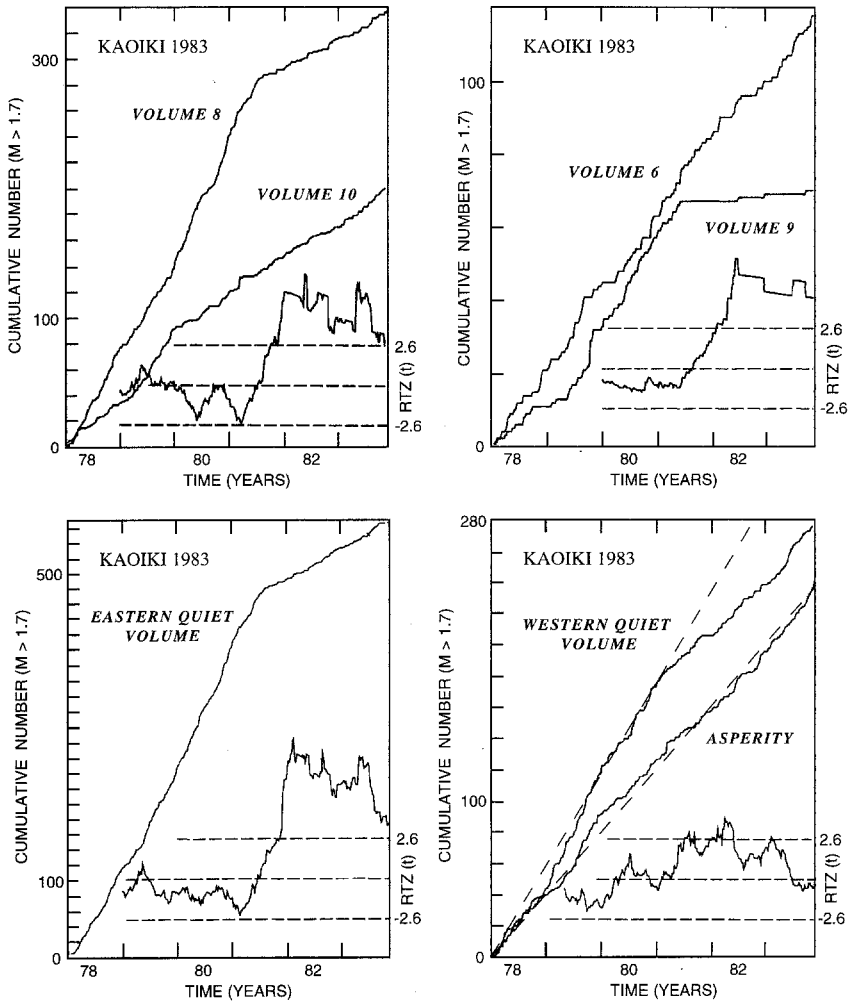 KAOIKI 1983
VOLUME 8
VOLUME 10
300
100
0
2.6
-2.6
RTZ (t)
CUMULATIVE NUMBER (M > 1.7)
78
80
82
TIME (YEARS)
KAOIKI 1983
VOLUME 6
VOLUME 9
100
0
2.6
-2.6
RTZ (t)
CUMULATIVE NUMBER (M > 1.7)
78
80
82
TIME (YEARS)
KAOIKI 1983
EASTERN QUIET
VOLUME
500
100
0
2.6
-2.6
RTZ (t)
CUMULATIVE NUMBER (M > 1.7)
78
80
82
TIME (YEARS)
KAOIKI 1983
WESTERN QUIET
VOLUME
ASPERITY
280
100
0
2.6
-2.6
RTZ (t)
CUMULATIVE NUMBER (M > 1.7)
78
80
82
TIME (YEARS)